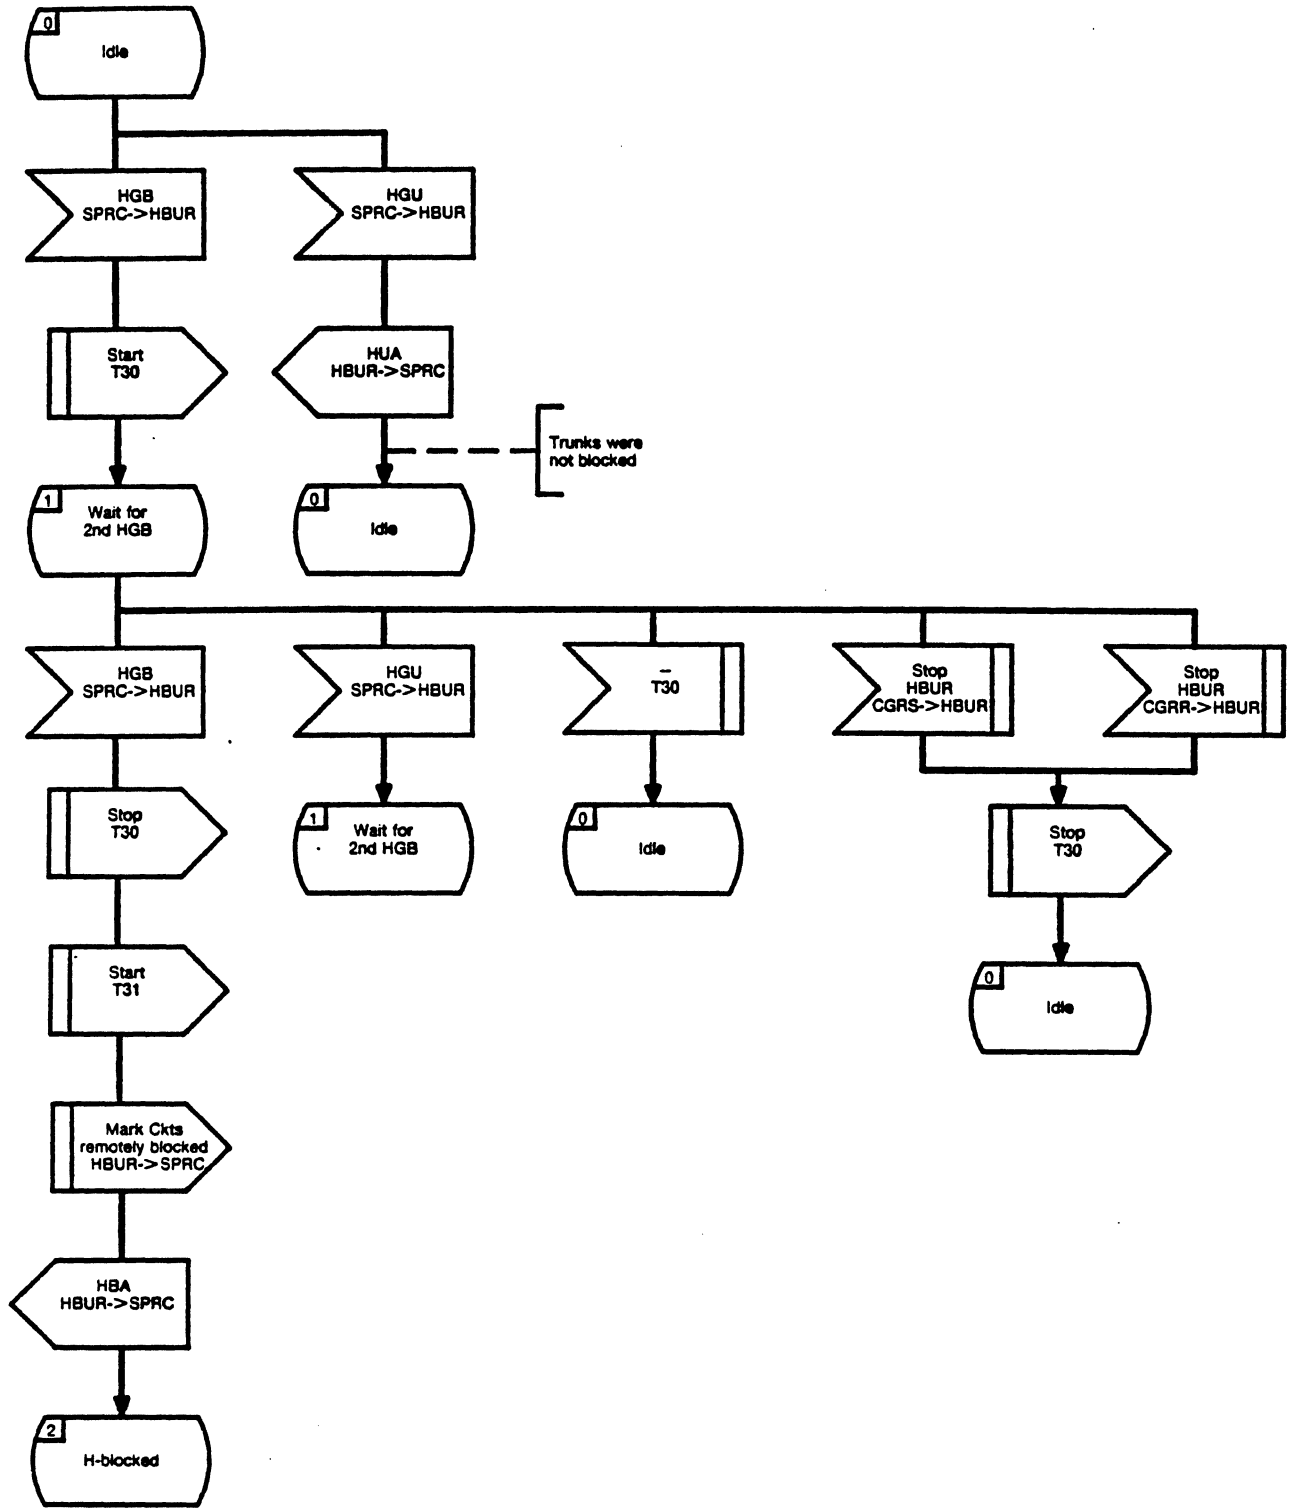 0
Idle
HGB
SPRC->HBUR
HGU
SPRC->HBUR
Start
T30
HUA
HBUR->SPRC
Trunks were
not blocked
1
Wait for
2nd HGB
0
Idle
HGB
SPRC->HBUR
HGU
SPRC->HBUR
T30
Stop
HBUR
CGRS->HBUR
Stop
HBUR
CGRR->HBUR
Stop
T30
1
Wait for
2nd HGB
0
Idle
Stop
T30
Start
T31
0
Idle
Mark Ckts
remotely blocked
HBUR->SPRC
HBA
HBUR->SPRC
2
H-blocked